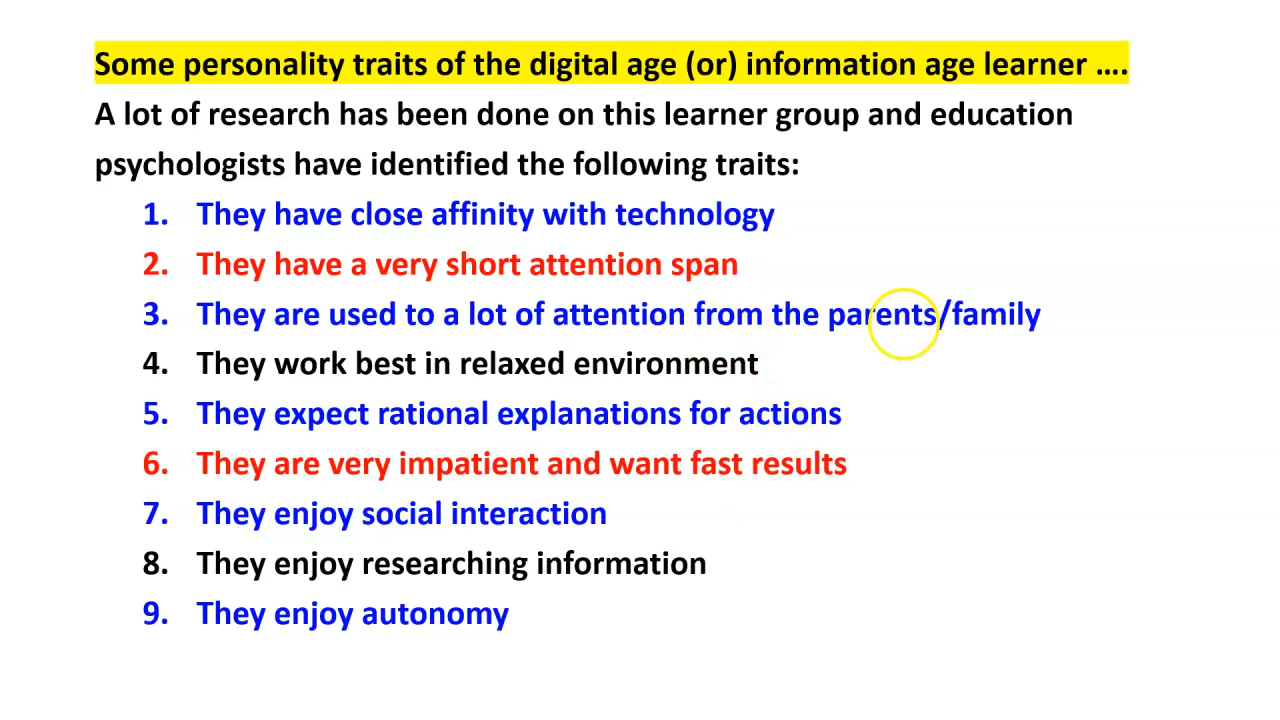 Some personality traits of the digital age (or) information age learner ….
A lot of research has been done on this learner group and education
psychologists have identified the following traits:
1. They have close affinity with technology
2. They have a very short attention span
3. They are used to a lot of attention from the parents/family
4. They work best in relaxed environment
5. They expect rational explanations for actions
6. They are very impatient and want fast results
7. They enjoy social interaction
8. They enjoy researching information
9. They enjoy autonomy